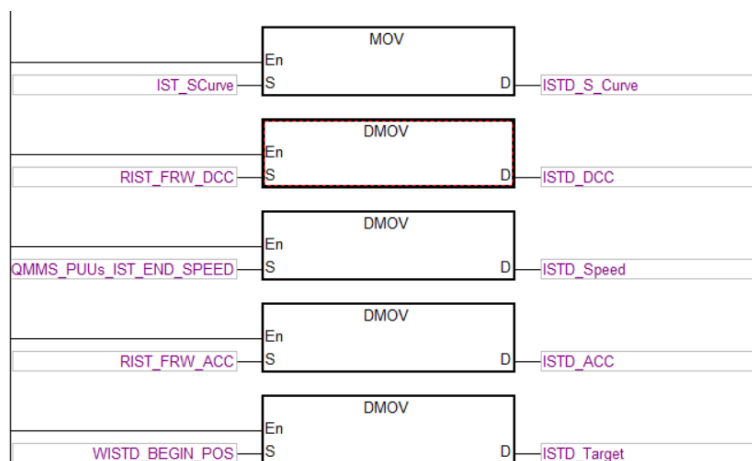 MOV
En
IST_SCurve S D ISTD_S_Curve
DMOV
En
RIST_FRW_DCC S D ISTD_DCC
DMOV
En
QMMS_PUUs_IST_END_SPEED S D ISTD_Speed
DMOV
En
RIST_FRW_ACC S D ISTD_ACC
DMOV
En
WISTD_BEGIN_POS S D ISTD_Target